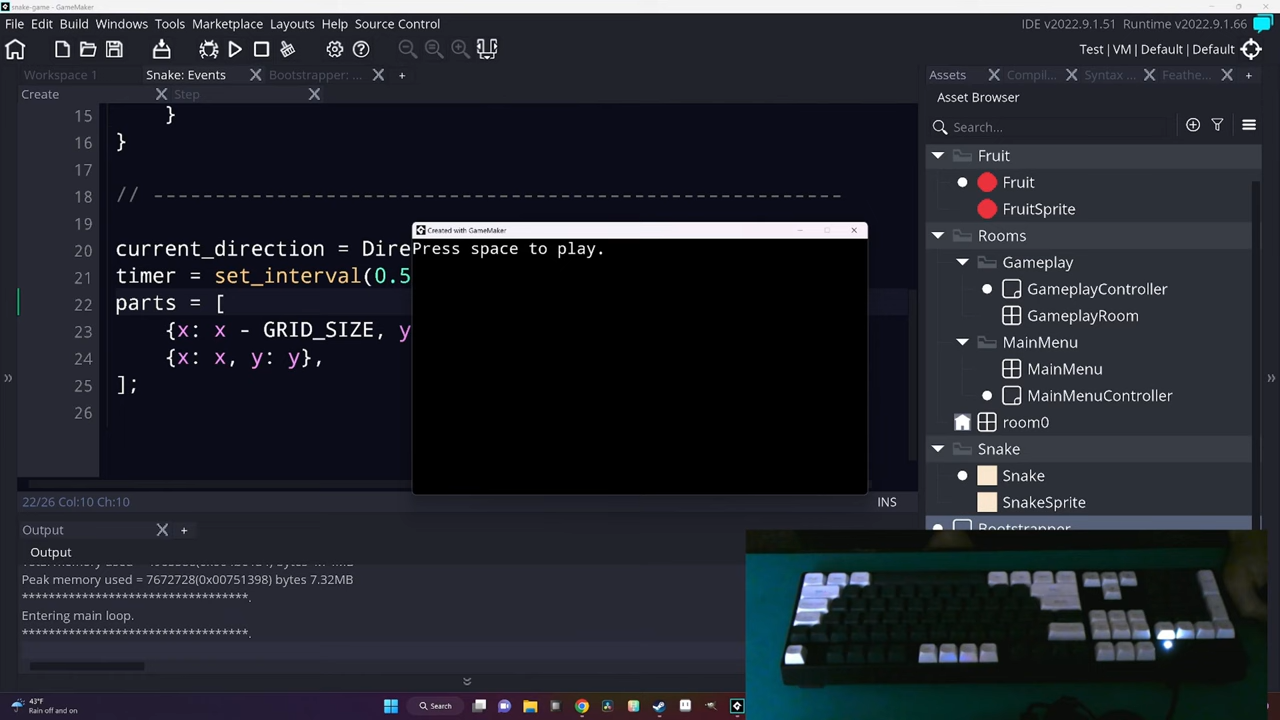 snake-game - GameMaker
File Edit Build Windows Tools Marketplace Layouts Help Source Control
IDE v2022.9.1.51 Runtime v2022.9.1.66
Test | VM | Default | Default
Workspace 1
Snake: Events
Bootstrapper: ...
Create
Step
15 }
16 }
17
18 // -------------------------------------------------------
19
20 current_direction = Dire
21 timer = set_interval(0.5
22 parts = [
23 {x: x - GRID_SIZE, y
24 {x: x, y: y},
25 ];
26
22/26 Col:10 Ch:10
INS
Created with GameMaker
Press space to play.
Output
Output
Peak memory used = 7672728(0x00751398) bytes 7.32MB
*********************************.
Entering main loop.
*********************************.
Assets
Compil...
Syntax ...
Feathe...
Asset Browser
Search...
Fruit
Fruit
FruitSprite
Rooms
Gameplay
GameplayController
GameplayRoom
MainMenu
MainMenu
MainMenuController
room0
Snake
Snake
SnakeSprite
Bootstrapper
43°F
Rain off and on
Search